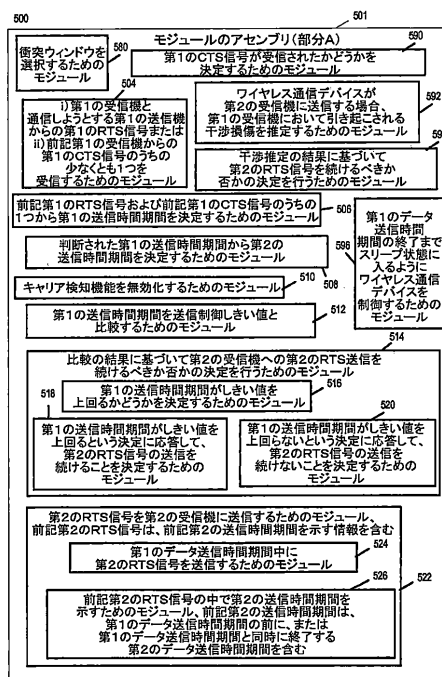 500
501
モジュールのアセンブリ(部分A)
580
衝突ウィンドウを
選択するための
モジュール
590
第1のCTS信号が受信されたかどうかを
決定するためのモジュール
504
i)第1の受信機と
通信しようとする第1の送信機
からの第1のRTS信号または
ii)前記第1の受信機からの
第1のCTS信号のうちの
少なくとも1つを
受信するためのモジュール
592
ワイヤレス通信デバイスが
第2の受信機に送信する場合、
第1の受信機において引き起こされる
干渉損傷を推定するためのモジュール
干渉推定の結果に基づいて
第2のRTS信号を続けるべきか
否かの決定を行うためのモジュール
前記第1のRTS信号および前記第1のCTS信号のうちの
1つから第1の送信時間期間を決定するためのモジュール
506
判断された第1の送信時間期間から第2の
送信時間期間を決定するためのモジュール
508
キャリア検知機能を無効化するためのモジュール
510
第1の送信時間期間を送信制御しきい値と
比較するためのモジュール
512
第1のデータ
送信時間
期間の終了まで
スリープ状態に
入るように
ワイヤレス通信
デバイスを
制御するための
モジュール
598
514
比較の結果に基づいて第2の受信機への第2のRTS送信を
続けるべきか否かの決定を行うためのモジュール
516
第1の送信時間期間がしきい値を
上回るかどうかを決定するためのモジュール
518
第1の送信時間期間がしきい値を
上回るという決定に応答して、
第2のRTS信号の送信を
続けることを決定するための
モジュール
520
第1の送信時間期間がしきい値を
上回らないという決定に応答して、
第2のRTS信号の送信を
続けないことを決定するための
モジュール
第2のRTS信号を第2の受信機に送信するためのモジュール、
前記RTS信号は、前記第2の送信時間期間を示す情報を含む
524
第1のデータ送信時間期間中に
第2のRTS信号を送信するためのモジュール
526
前記第2のRTS信号の中で第2の送信時間期間を
示すためのモジュール、前記第2の送信時間期間は、
第1のデータ送信時間期間の前に、または
第1のデータ送信時間期間と同時に終了する
第2のデータ送信時間期間を含む
522